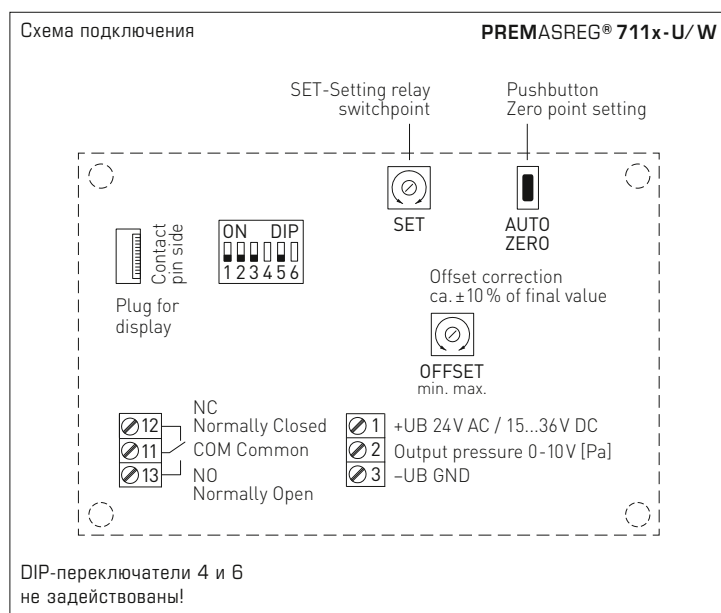 Схема подключения
PREMASREG® 711x-U/W
SET-Setting relay
switchpoint
Pushbutton
Zero point setting
SET
AUTO
ZERO
Contact
pin side
Plug for
display
ON DIP
1 2 3 4 5 6
Offset correction
ca. ±10 % of final value
OFFSET
min. max.
12
11
13
NC
Normally Closed
COM Common
NO
Normally Open
1 +UB 24V AC / 15...36V DC
2 Output pressure 0-10V [Pa]
3 –UB GND
DIP-переключатели 4 и 6
не задействованы!